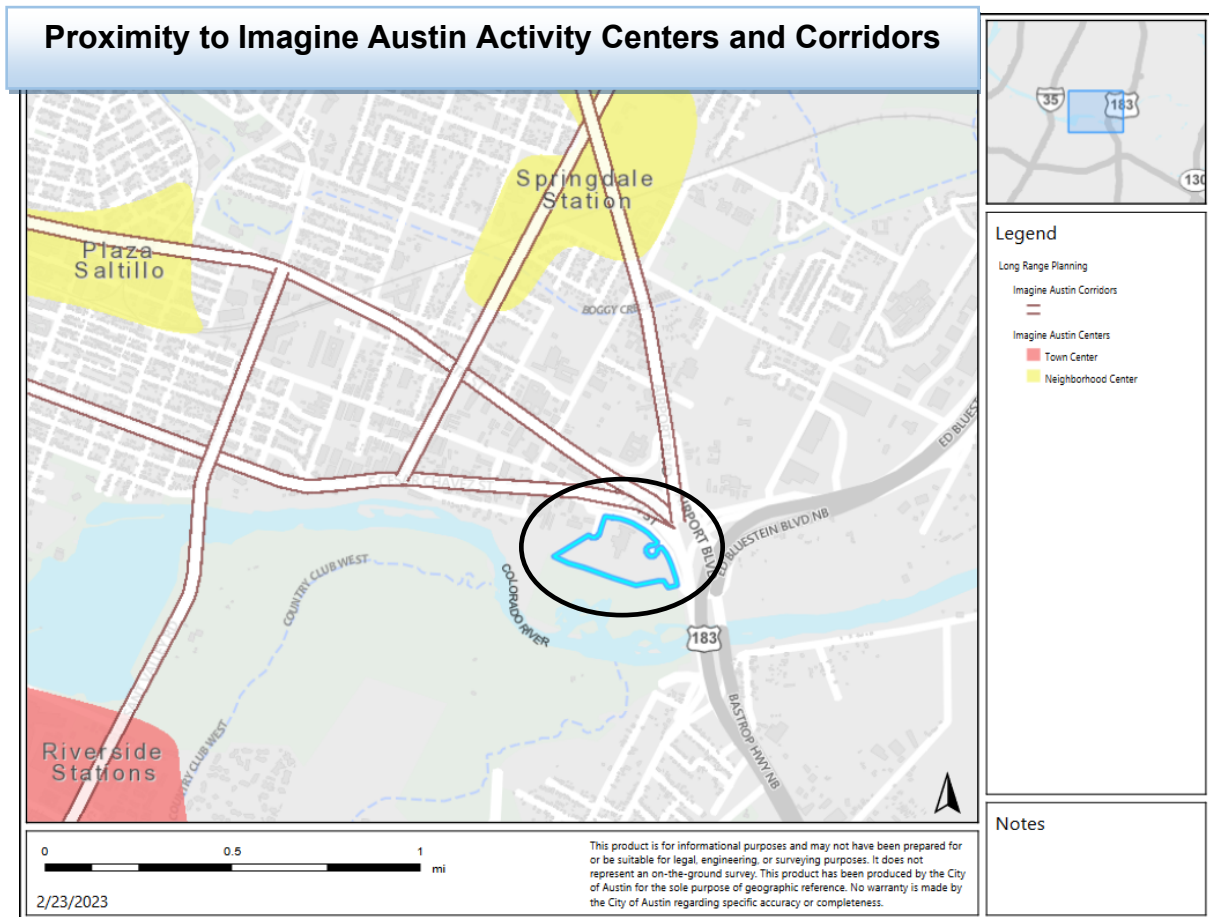 Proximity to Imagine Austin Activity Centers and Corridors
35
183
130
Springdale
Station
Plaza
Saltillo
BOGGY CR
E CESAR CHAVEZ ST
ST
AIRPORT BLVD
ED BLUEST
ED BLUESTEIN BLVD NB
COUNTRY CLUB WEST
COLORADO RIVER
183
BASTROP HWY NB
COUNTRY CLUB WEST
Riverside
Stations
Legend
Long Range Planning
Imagine Austin Corridors
Imagine Austin Centers
Town Center
Neighborhood Center
Notes
0 0.5 1
mi
2/23/2023
This product is for informational purposes and may not have been prepared for
or be suitable for legal, engineering, or surveying purposes. It does not
represent an on-the-ground survey. This product has been produced by the City
of Austin for the sole purpose of geographic reference. No warranty is made by
the City of Austin regarding specific accuracy or completeness.